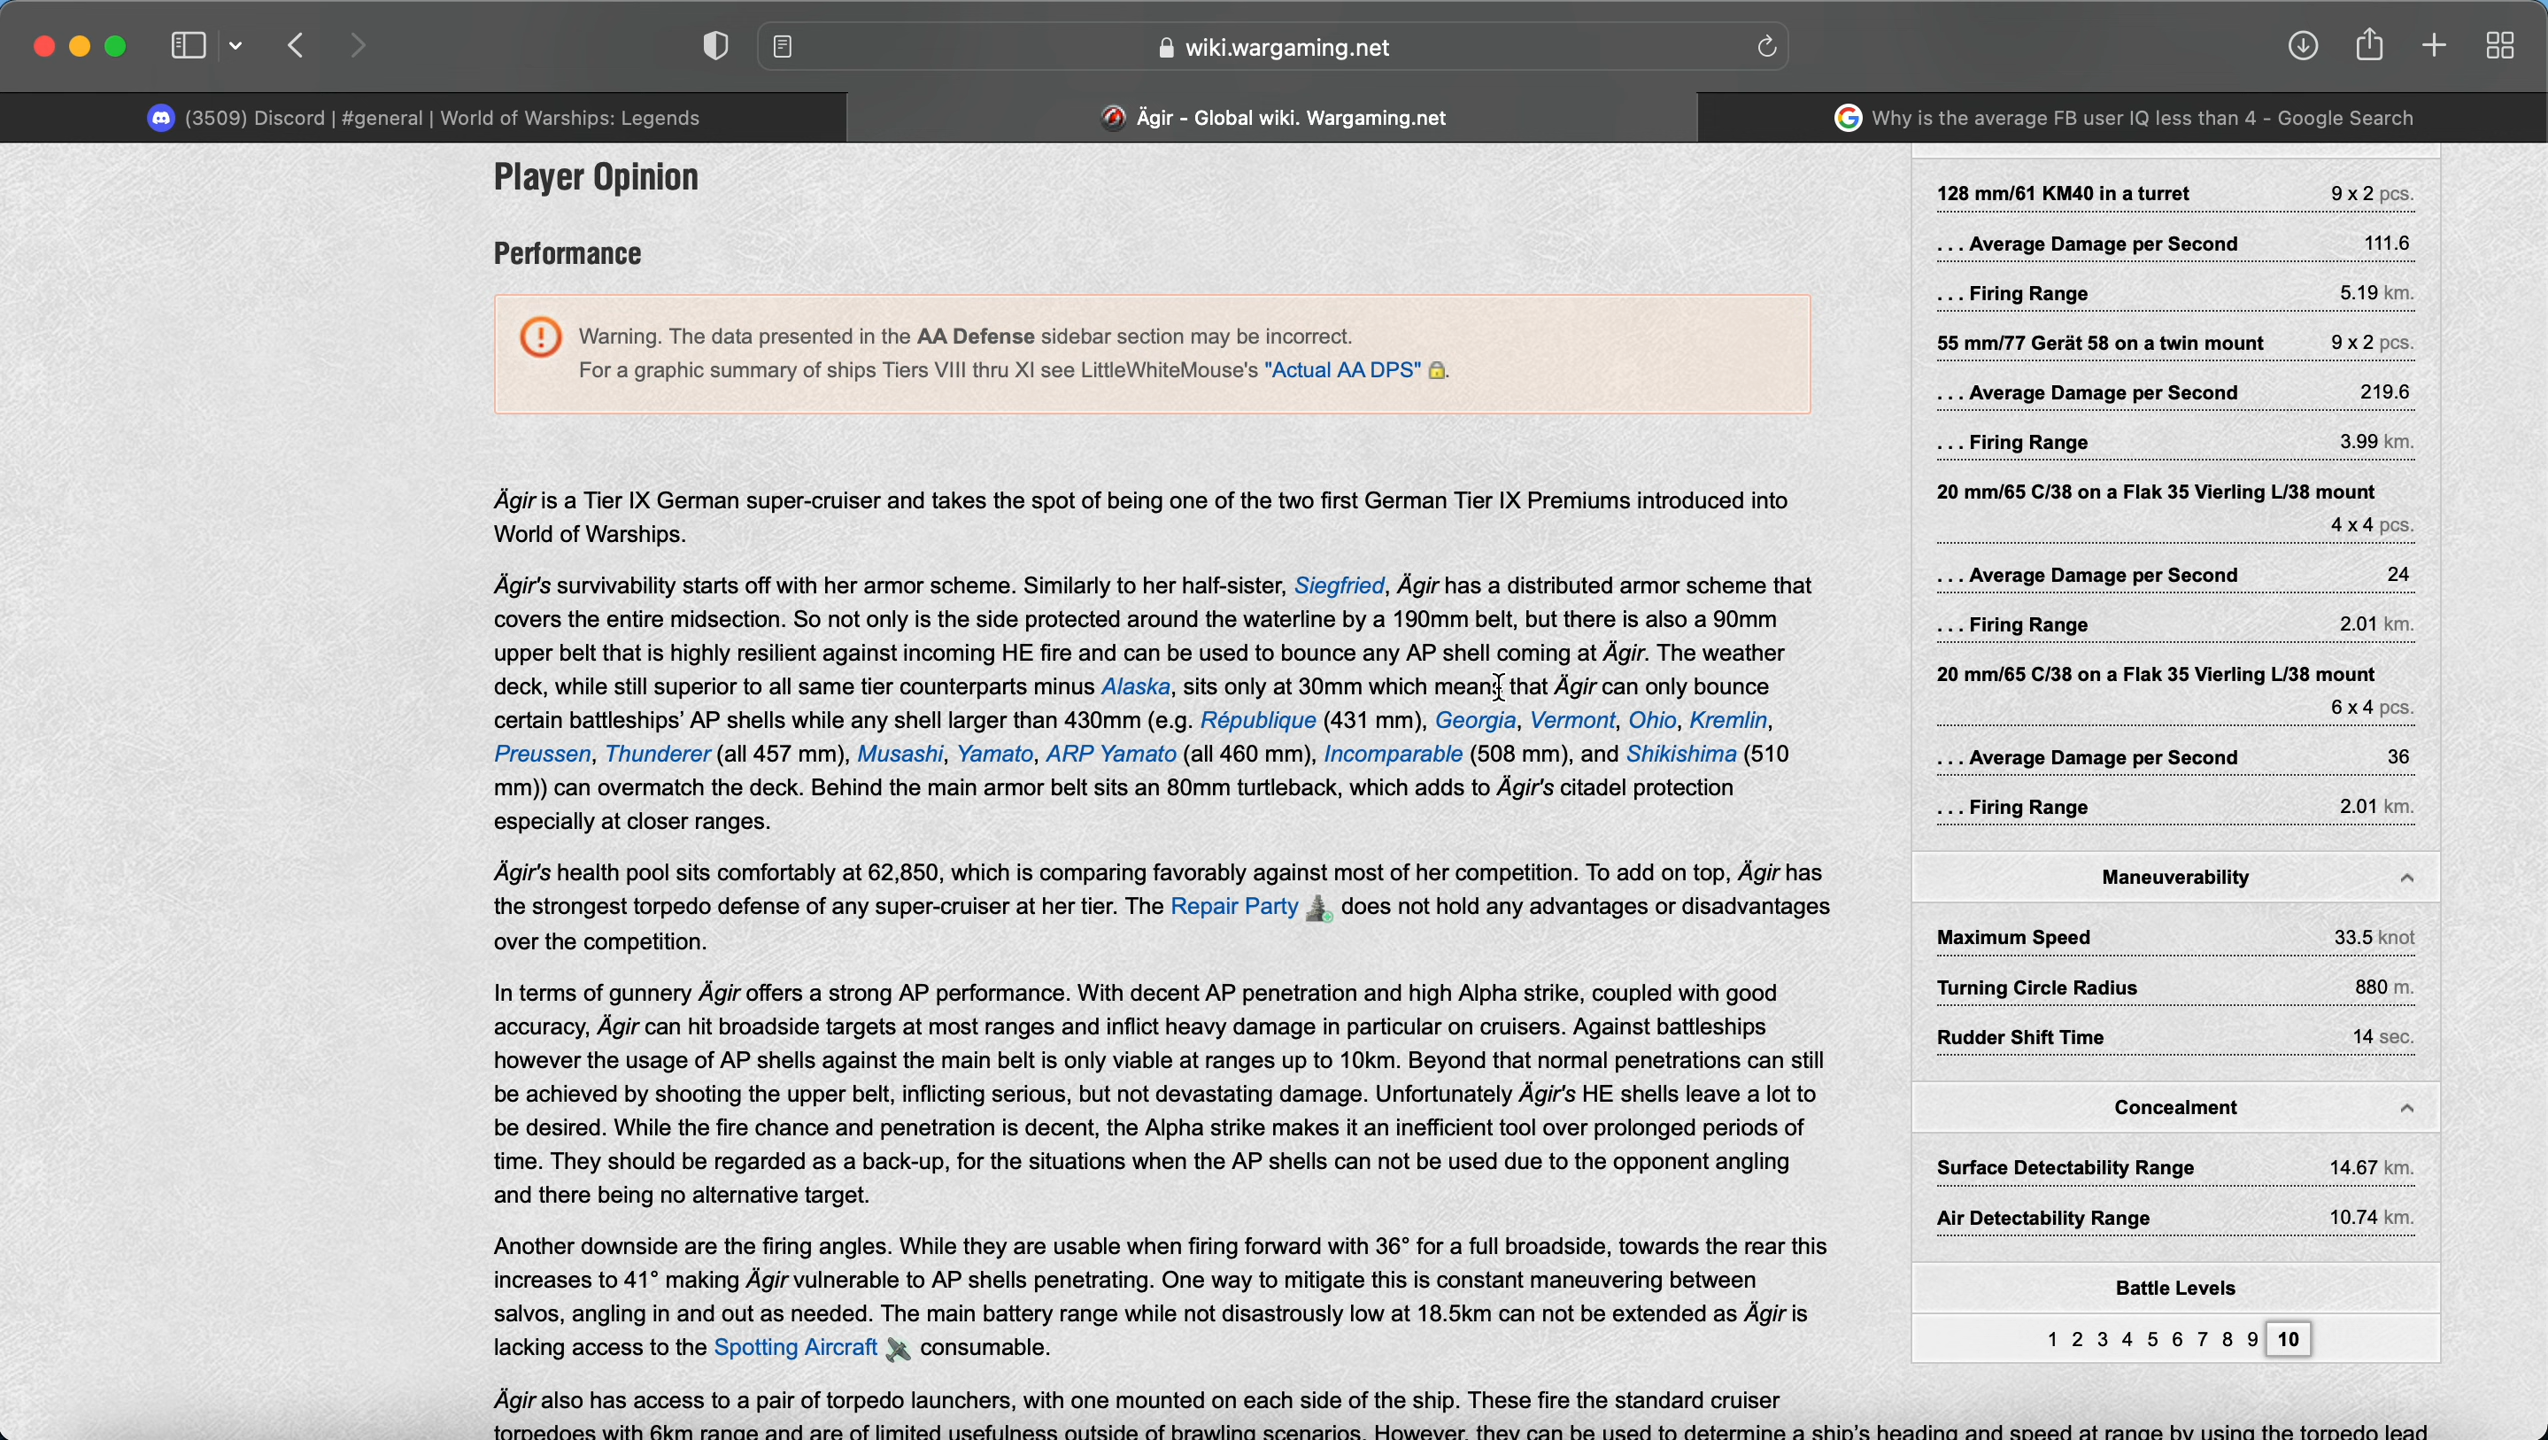 wiki.wargaming.net
(3509) Discord | #general | World of Warships: Legends
Ägir - Global wiki. Wargaming.net
Why is the average FB user IQ less than 4 - Google Search
Player Opinion
Performance
Warning. The data presented in the AA Defense sidebar section may be incorrect.
For a graphic summary of ships Tiers VIII thru XI see LittleWhiteMouse's "Actual AA DPS" .
Ägir is a Tier IX German super-cruiser and takes the spot of being one of the two first German Tier IX Premiums introduced into
World of Warships.
Ägir's survivability starts off with her armor scheme. Similarly to her half-sister, Siegfried, Ägir has a distributed armor scheme that
covers the entire midsection. So not only is the side protected around the waterline by a 190mm belt, but there is also a 90mm
upper belt that is highly resilient against incoming HE fire and can be used to bounce any AP shell coming at Ägir. The weather
deck, while still superior to all same tier counterparts minus Alaska, sits only at 30mm which means that Ägir can only bounce
certain battleships’ AP shells while any shell larger than 430mm (e.g. République (431 mm), Georgia, Vermont, Ohio, Kremlin,
Preussen, Thunderer (all 457 mm), Musashi, Yamato, ARP Yamato (all 460 mm), Incomparable (508 mm), and Shikishima (510
mm)) can overmatch the deck. Behind the main armor belt sits an 80mm turtleback, which adds to Ägir's citadel protection
especially at closer ranges.
Ägir's health pool sits comfortably at 62,850, which is comparing favorably against most of her competition. To add on top, Ägir has
the strongest torpedo defense of any super-cruiser at her tier. The Repair Party does not hold any advantages or disadvantages
over the competition.
In terms of gunnery Ägir offers a strong AP performance. With decent AP penetration and high Alpha strike, coupled with good
accuracy, Ägir can hit broadside targets at most ranges and inflict heavy damage in particular on cruisers. Against battleships
however the usage of AP shells against the main belt is only viable at ranges up to 10km. Beyond that normal penetrations can still
be achieved by shooting the upper belt, inflicting serious, but not devastating damage. Unfortunately Ägir's HE shells leave a lot to
be desired. While the fire chance and penetration is decent, the Alpha strike makes it an inefficient tool over prolonged periods of
time. They should be regarded as a back-up, for the situations when the AP shells can not be used due to the opponent angling
and there being no alternative target.
Another downside are the firing angles. While they are usable when firing forward with 36° for a full broadside, towards the rear this
increases to 41° making Ägir vulnerable to AP shells penetrating. One way to mitigate this is constant maneuvering between
salvos, angling in and out as needed. The main battery range while not disastrously low at 18.5km can not be extended as Ägir is
lacking access to the Spotting Aircraft consumable.
Ägir also has access to a pair of torpedo launchers, with one mounted on each side of the ship. These fire the standard cruiser
torpedoes with 6km range and are of limited usefulness outside of brawling scenarios. However, they can be used to determine a ship’s heading and speed at range by using the torpedo lead
128 mm/61 KM40 in a turret 9 x 2 pcs.
. . . Average Damage per Second 111.6
. . . Firing Range 5.19 km.
55 mm/77 Gerät 58 on a twin mount 9 x 2 pcs.
. . . Average Damage per Second 219.6
. . . Firing Range 3.99 km.
20 mm/65 C/38 on a Flak 35 Vierling L/38 mount
4 x 4 pcs.
. . . Average Damage per Second 24
. . . Firing Range 2.01 km.
20 mm/65 C/38 on a Flak 35 Vierling L/38 mount
6 x 4 pcs.
. . . Average Damage per Second 36
. . . Firing Range 2.01 km.
Maneuverability
Maximum Speed 33.5 knot
Turning Circle Radius 880 m.
Rudder Shift Time 14 sec.
Concealment
Surface Detectability Range 14.67 km.
Air Detectability Range 10.74 km.
Battle Levels
1 2 3 4 5 6 7 8 9 10